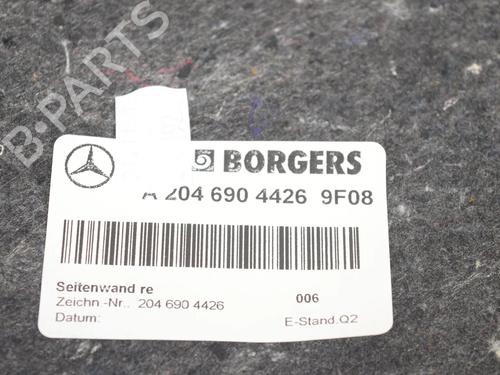 B-PARTS
BORGERS
A 204 690 4426 9F08
Seitenwand re
006
Zeichn.-Nr.. 204 690 4426
Datum:
E-Stand.Q2